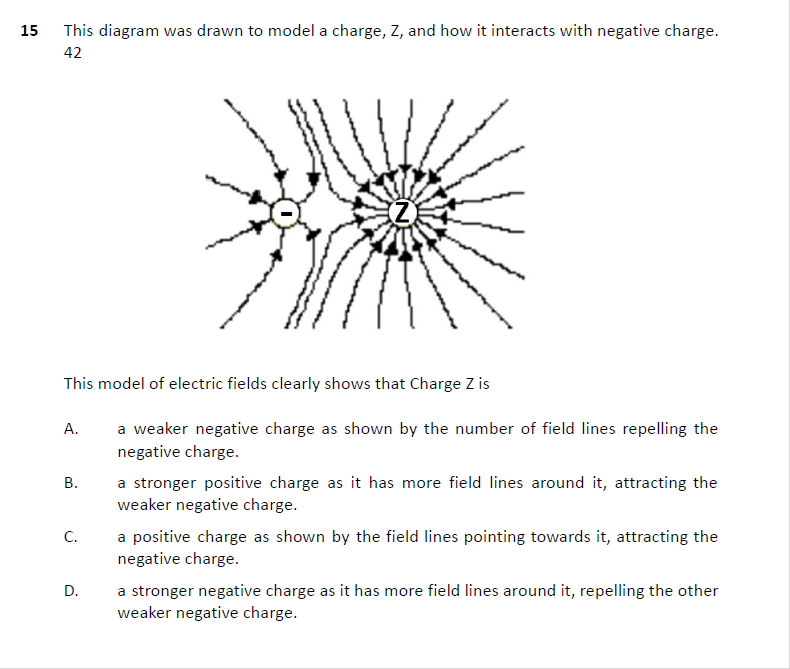 15 This diagram was drawn to model a charge, Z, and how it interacts with negative charge.
42
-
Z
This model of electric fields clearly shows that Charge Z is
A. a weaker negative charge as shown by the number of field lines repelling the
negative charge.
B. a stronger positive charge as it has more field lines around it, attracting the
weaker negative charge.
C. a positive charge as shown by the field lines pointing towards it, attracting the
negative charge.
D. a stronger negative charge as it has more field lines around it, repelling the other
weaker negative charge.